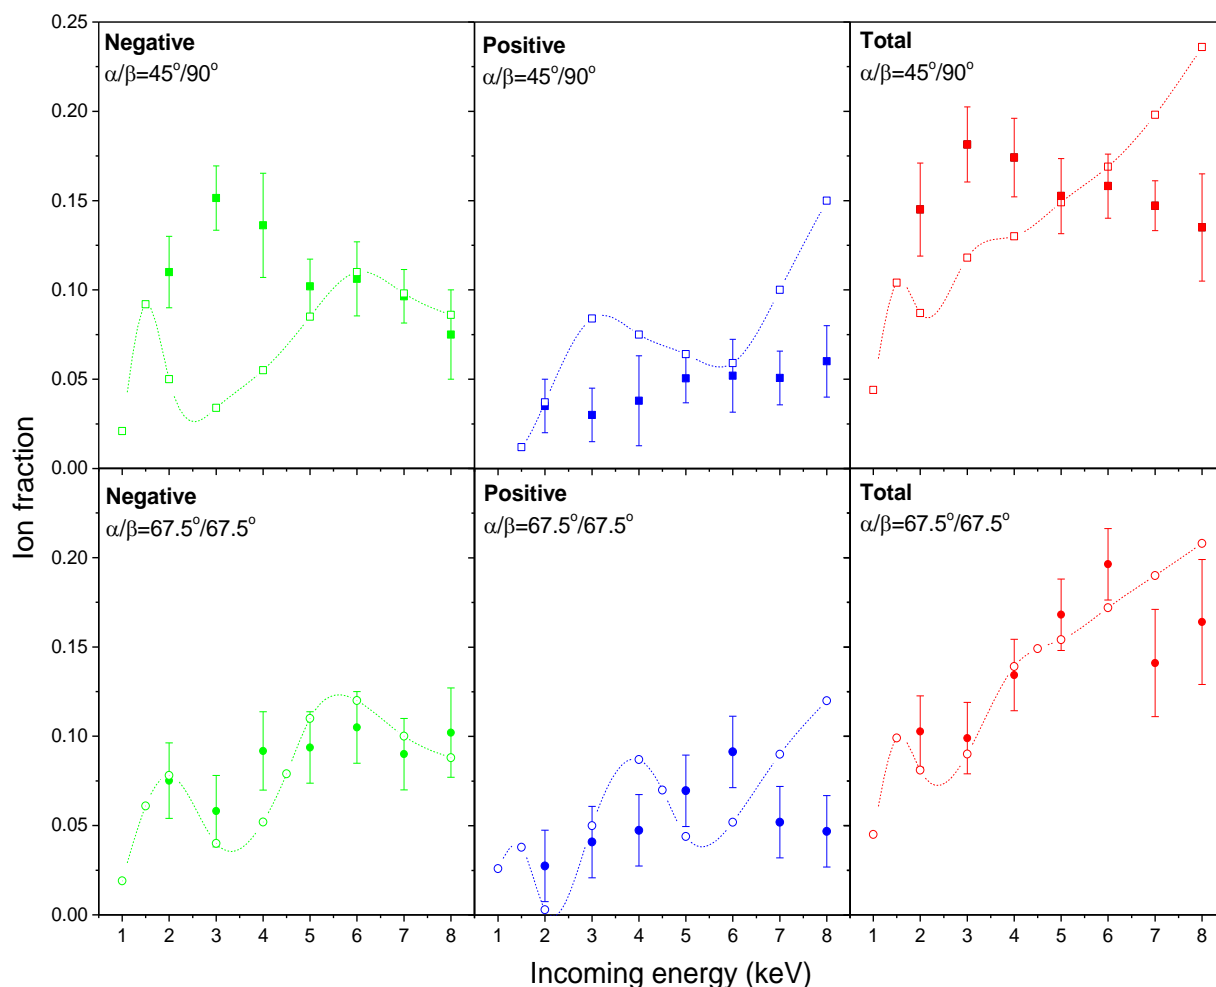 0.25
0.20
0.15
0.10
0.05
0.00
Negative
α/β=45°/90°
Positive
α/β=45°/90°
Total
α/β=45°/90°
Ion fraction
0.20
0.15
0.10
0.05
0.00
Negative
α/β=67.5°/67.5°
Positive
α/β=67.5°/67.5°
Total
α/β=67.5°/67.5°
1 2 3 4 5 6 7 8
1 2 3 4 5 6 7 8
1 2 3 4 5 6 7 8
Incoming energy (keV)